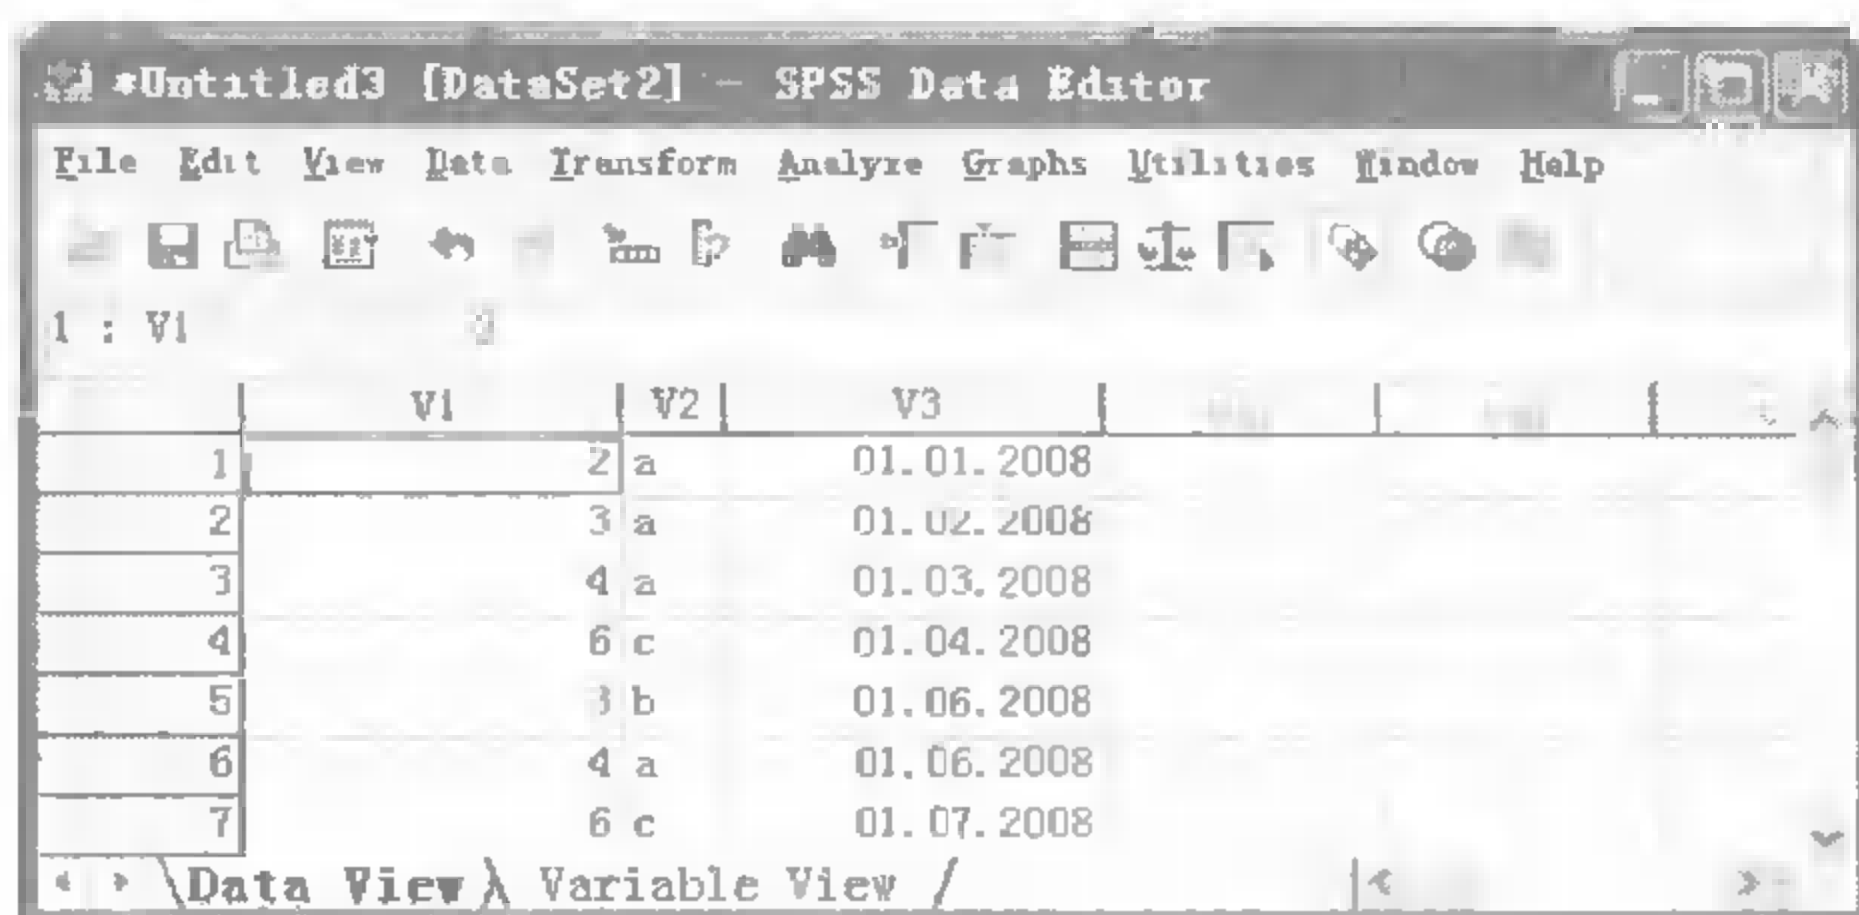 *Untitled3 [DataSet2] - SPSS Data Editor
File Edit View Data Transform Analyze Graphs Utilities Window Help
1 : V1
V1 V2 V3
1 2 a 01.01.2008
2 3 a 01.02.2008
3 4 a 01.03.2008
4 6 c 01.04.2008
5 3 b 01.06.2008
6 4 a 01.06.2008
7 6 c 01.07.2008
Data View Variable View